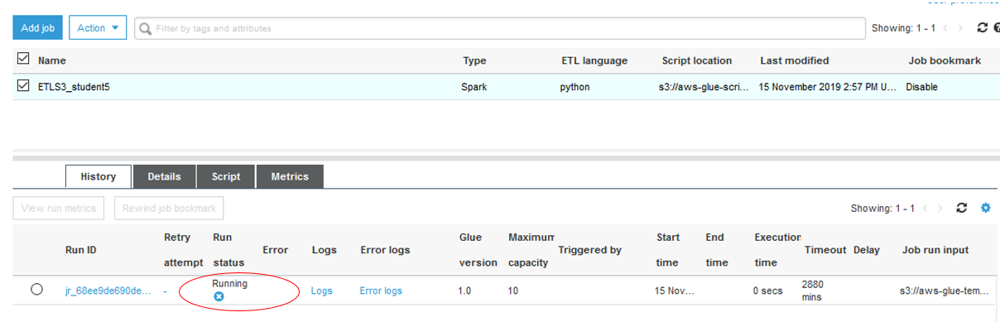 Add job Action Filter by tags and attributes Showing: 1 - 1
Name Type ETL language Script location Last modified Job bookmark
ETLS3_student5 Spark python s3://aws-glue-scri... 15 November 2019 2:57 PM U... Disable
History Details Script Metrics
View run metrics Rewind job bookmark Showing: 1 - 1
Run ID Retry attempt Run status Error Logs Error logs Glue version Maximum capacity Triggered by Start time End time Execution time Timeout Delay Job run input
jr_68ee9de690de... - Running Logs Error logs 1.0 10 15 Nov... 0 secs 2880 mins s3://aws-glue-tem...